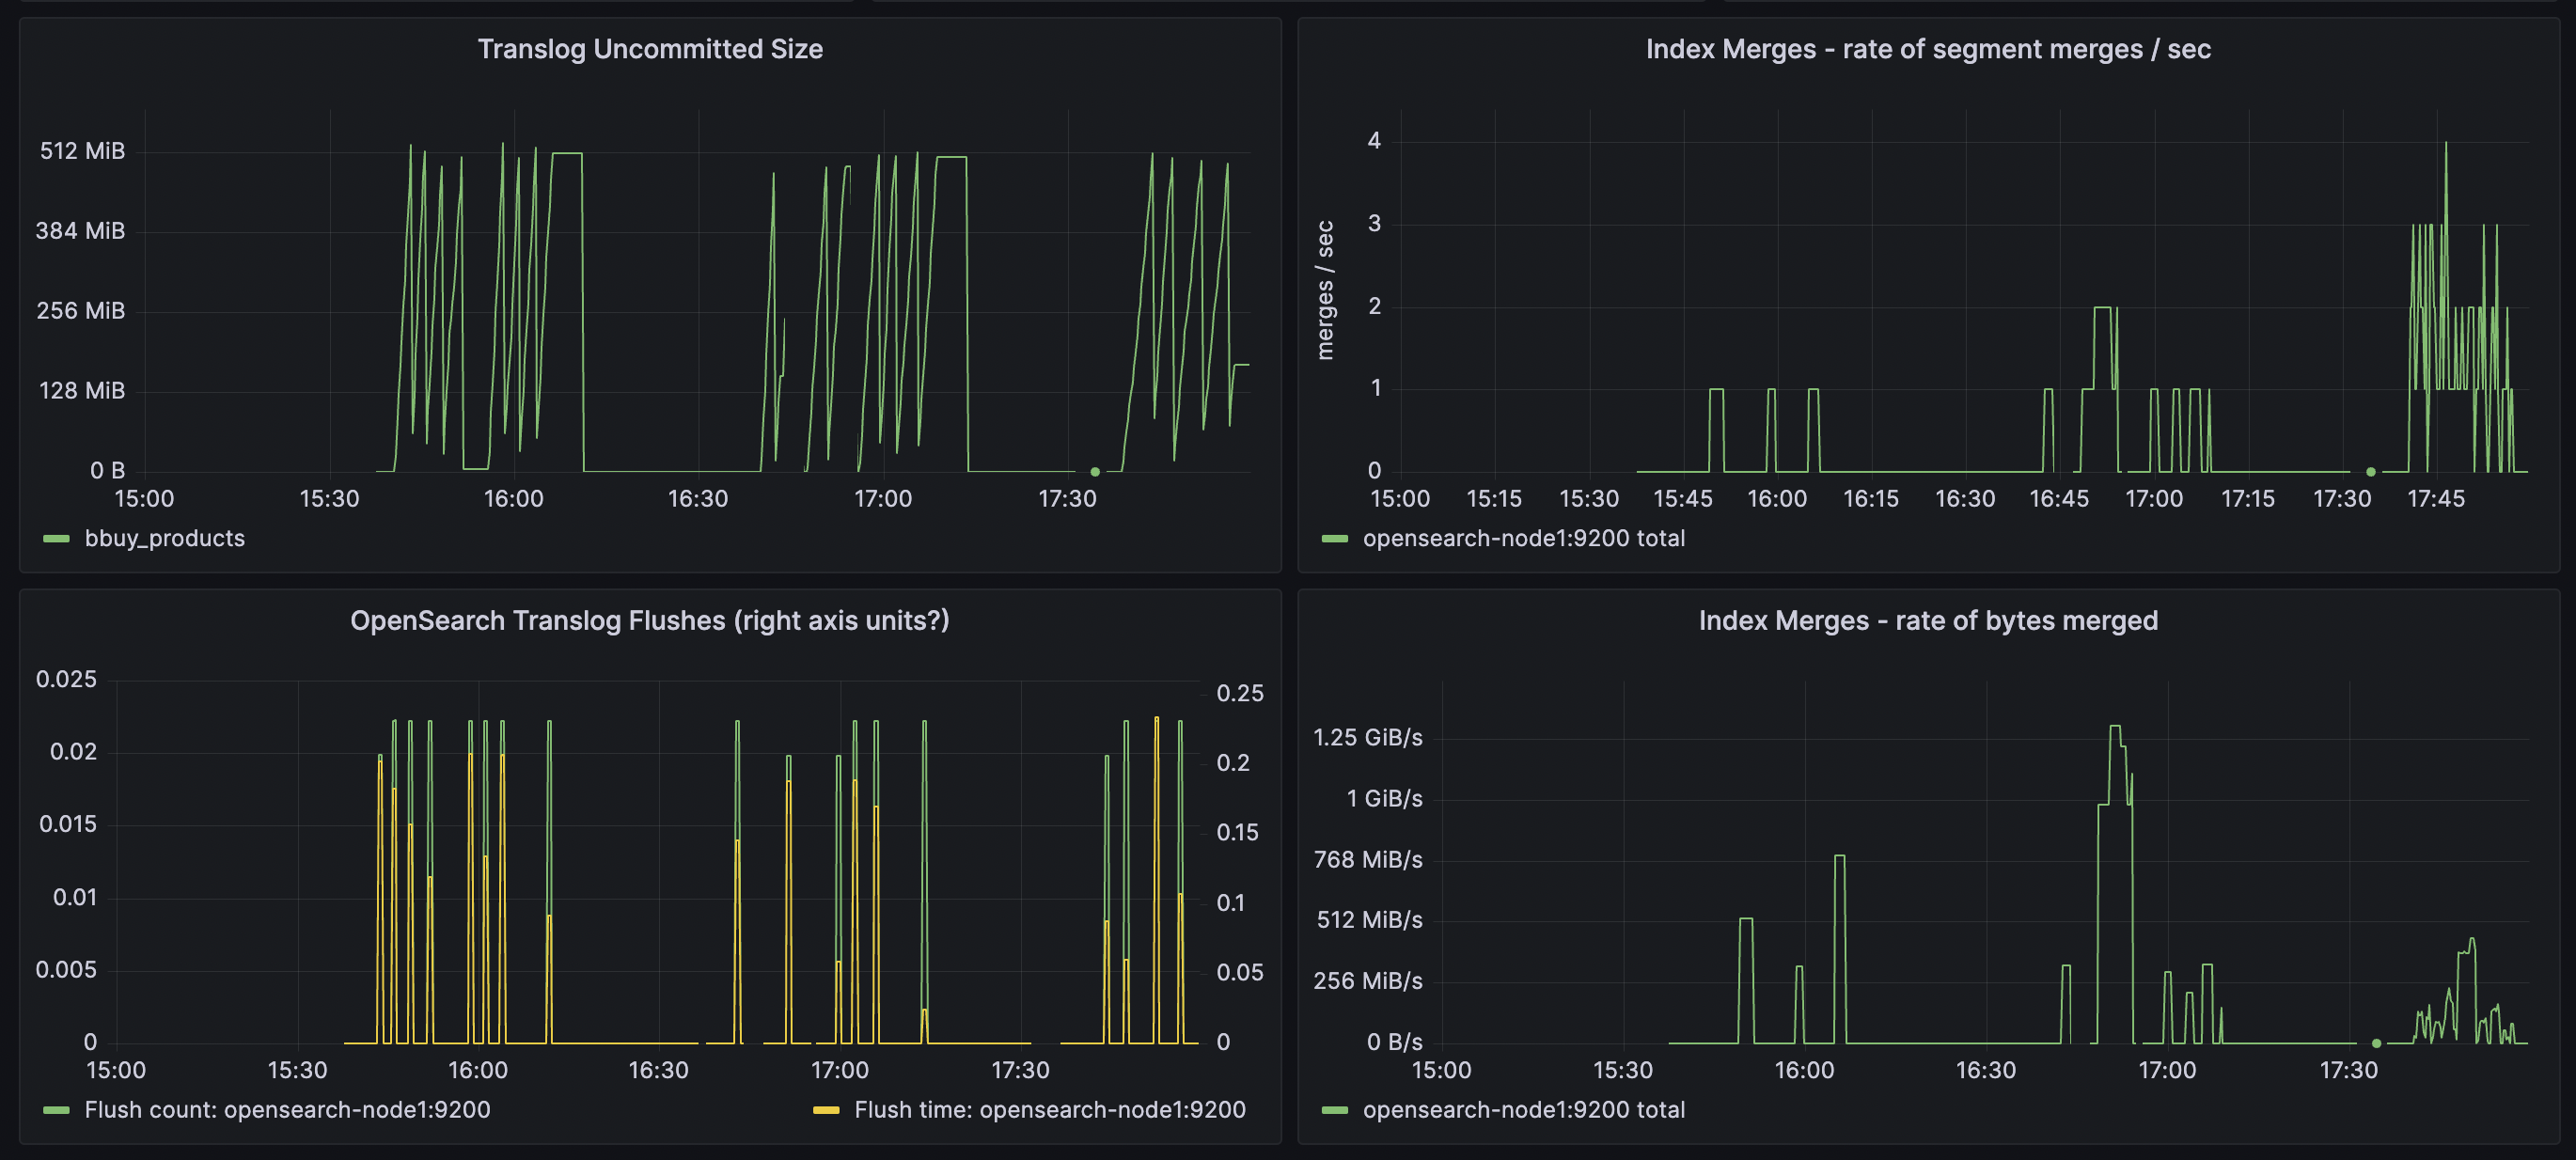 Translog Uncommitted Size
512 MiB
384 MiB
256 MiB
128 MiB
0 B
15:00 15:30 16:00 16:30 17:00 17:30
bbuy_products
Index Merges - rate of segment merges / sec
merges / sec
4
3
2
1
0
15:00 15:15 15:30 15:45 16:00 16:15 16:30 16:45 17:00 17:15 17:30 17:45
opensearch-node1:9200 total
OpenSearch Translog Flushes (right axis units?)
0.025
0.02
0.015
0.01
0.005
0
0.25
0.2
0.15
0.1
0.05
0
15:00 15:30 16:00 16:30 17:00 17:30
Flush count: opensearch-node1:9200 Flush time: opensearch-node1:9200
Index Merges - rate of bytes merged
1.25 GiB/s
1 GiB/s
768 MiB/s
512 MiB/s
256 MiB/s
0 B/s
15:00 15:30 16:00 16:30 17:00 17:30
opensearch-node1:9200 total